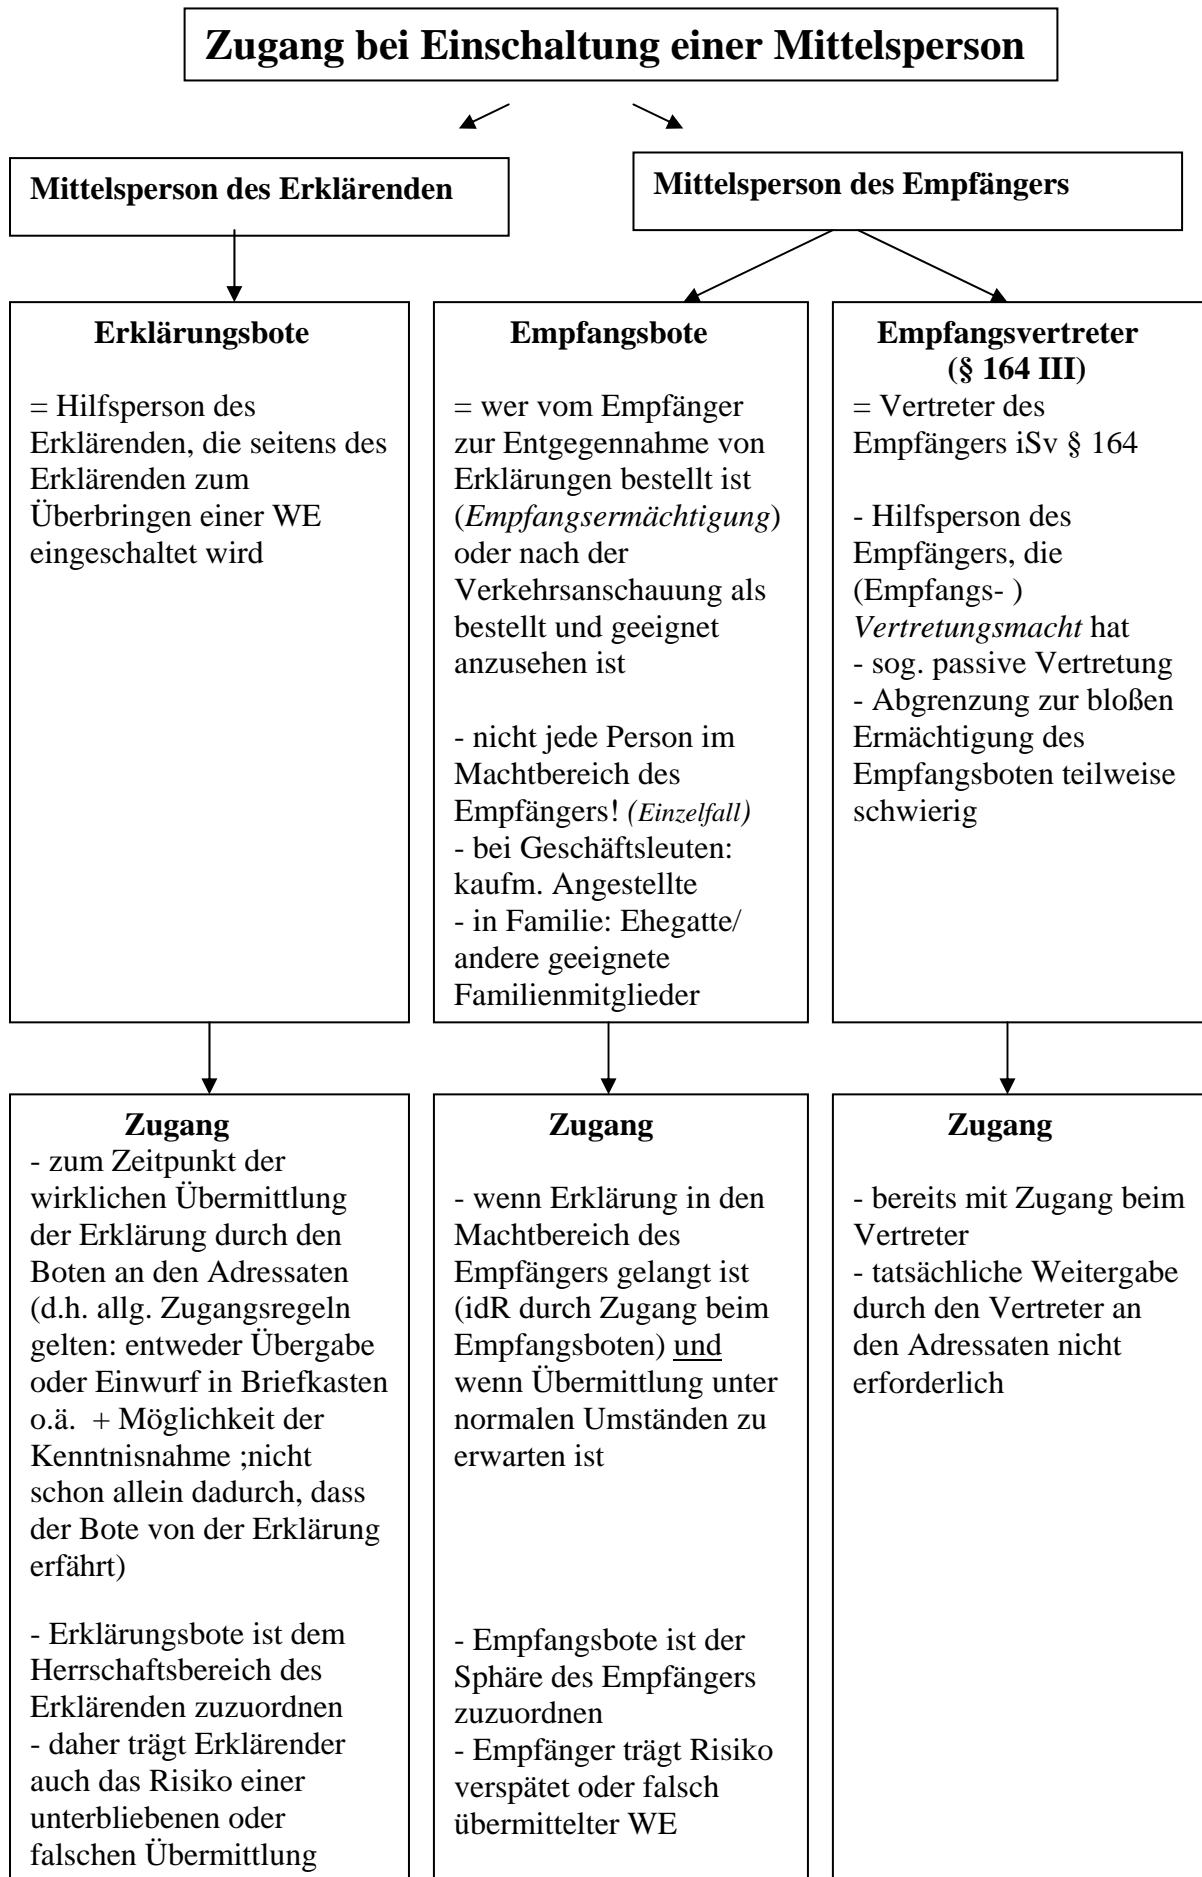 Zugang bei Einschaltung einer Mittelsperson
Mittelsperson des Erklärenden
Mittelsperson des Empfängers
Erklärungsbote
= Hilfsperson des
Erklärenden, die seitens des
Erklärenden zum
Überbringen einer WE
eingeschaltet wird
Empfangsbote
= wer vom Empfänger
zur Entgegennahme von
Erklärungen bestellt ist
(Empfangsermächtigung)
oder nach der
Verkehrsanschauung als
bestellt und geeignet
anzusehen ist
- nicht jede Person im
Machtbereich des
Empfängers! (Einzelfall)
- bei Geschäftsleuten:
kaufm. Angestellte
- in Familie: Ehegatte/
andere geeignete
Familienmitglieder
Empfangsvertreter
(§ 164 III)
= Vertreter des
Empfängers iSv § 164
- Hilfsperson des
Empfängers, die
(Empfangs- )
Vertretungsmacht hat
- sog. passive Vertretung
- Abgrenzung zur bloßen
Ermächtigung des
Empfangsboten teilweise
schwierig
Zugang
- zum Zeitpunkt der
wirklichen Übermittlung
der Erklärung durch den
Boten an den Adressaten
(d.h. allg. Zugangsregeln
gelten: entweder Übergabe
oder Einwurf in Briefkasten
o.ä. + Möglichkeit der
Kenntnisnahme ;nicht
schon allein dadurch, dass
der Bote von der Erklärung
erfährt)
- Erklärungsbote ist dem
Herrschaftsbereich des
Erklärenden zuzuordnen
- daher trägt Erklärender
auch das Risiko einer
unterbliebenen oder
falschen Übermittlung
Zugang
- wenn Erklärung in den
Machtbereich des
Empfängers gelangt ist
(idR durch Zugang beim
Empfangsboten) und
wenn Übermittlung unter
normalen Umständen zu
erwarten ist
- Empfangsbote ist der
Sphäre des Empfängers
zuzuordnen
- Empfänger trägt Risiko
verspätet oder falsch
übermittelter WE
Zugang
- bereits mit Zugang beim
Vertreter
- tatsächliche Weitergabe
durch den Vertreter an
den Adressaten nicht
erforderlich